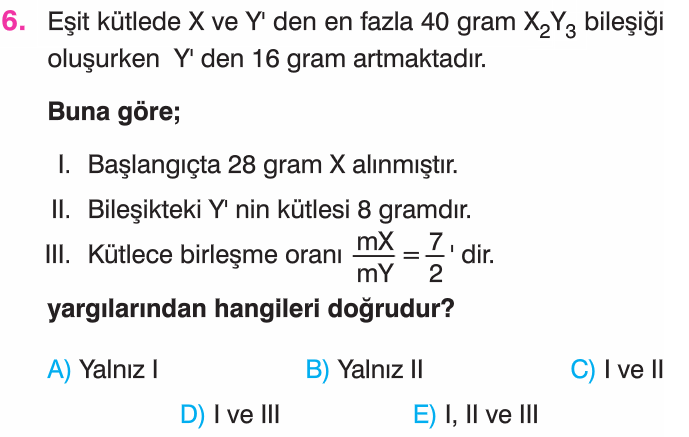 6. Eşit kütlede X ve Y' den en fazla 40 gram X₂Y₃ bileşiği
oluşurken Y' den 16 gram artmaktadır.
Buna göre;
I. Başlangıçta 28 gram X alınmıştır.
II. Bileşikteki Y' nin kütlesi 8 gramdır.
III. Kütlece birleşme oranı mX/mY = 7/2 ' dir.
yargılarından hangileri doğrudur?
A) Yalnız I B) Yalnız II C) I ve II
D) I ve III E) I, II ve III